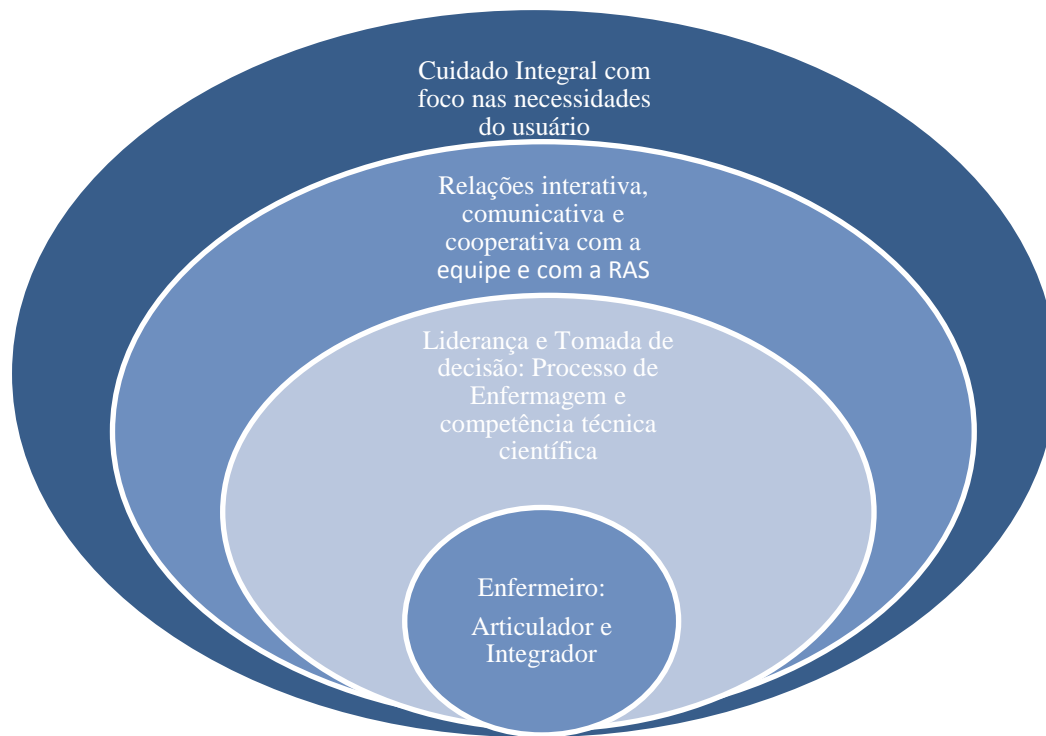 Cuidado Integral com
foco nas necessidades
do usuário
Relações interativa,
comunicativa e
cooperativa com a
equipe e com a RAS
Liderança e Tomada de
decisão: Processo de
Enfermagem e
competência técnica
científica
Enfermeiro:
Articulador e
Integrador